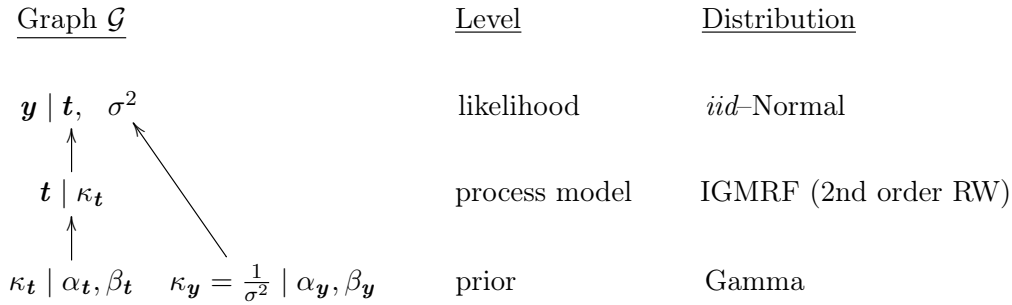 Graph 𝒢 Level Distribution
y | t, σ² likelihood iid–Normal
t | κ_t process model IGMRF (2nd order RW)
κ_t | α_t, β_t κ_y = 1/σ² | α_y, β_y prior Gamma